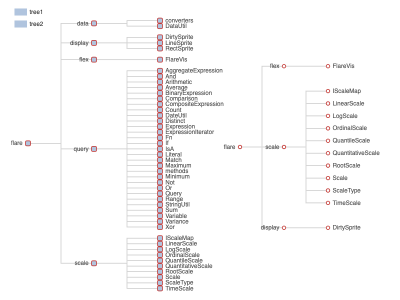 tree1
tree2
flare
data
converters
DataUtil
display
DirtySprite
LineSprite
RectSprite
flex
FlareVis
query
AggregateExpression
And
Arithmetic
Average
BinaryExpression
Comparison
CompositeExpression
Count
DateUtil
Distinct
Expression
ExpressionIterator
Fn
If
IsA
Literal
Match
Maximum
methods
Minimum
Not
Or
Query
Range
StringUtil
Sum
Variable
Variance
Xor
scale
IScaleMap
LinearScale
LogScale
OrdinalScale
QuantileScale
QuantitativeScale
RootScale
Scale
ScaleType
TimeScale
flare
flex
FlareVis
scale
IScaleMap
LinearScale
LogScale
OrdinalScale
QuantileScale
QuantitativeScale
RootScale
Scale
ScaleType
TimeScale
display
DirtySprite